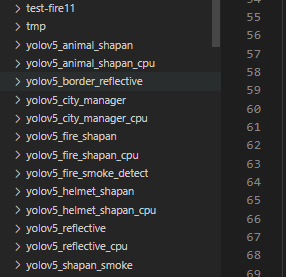 test-fire11
tmp
yolov5_animal_shapan
yolov5_animal_shapan_cpu
yolov5_border_reflective
yolov5_city_manager
yolov5_city_manager_cpu
yolov5_fire_shapan
yolov5_fire_shapan_cpu
yolov5_fire_smoke_detect
yolov5_helmet_shapan
yolov5_helmet_shapan_cpu
yolov5_reflective
yolov5_reflective_cpu
yolov5_shapan_smoke
54
55
56
57
58
59
60
61
62
63
64
65
66
67
68
69